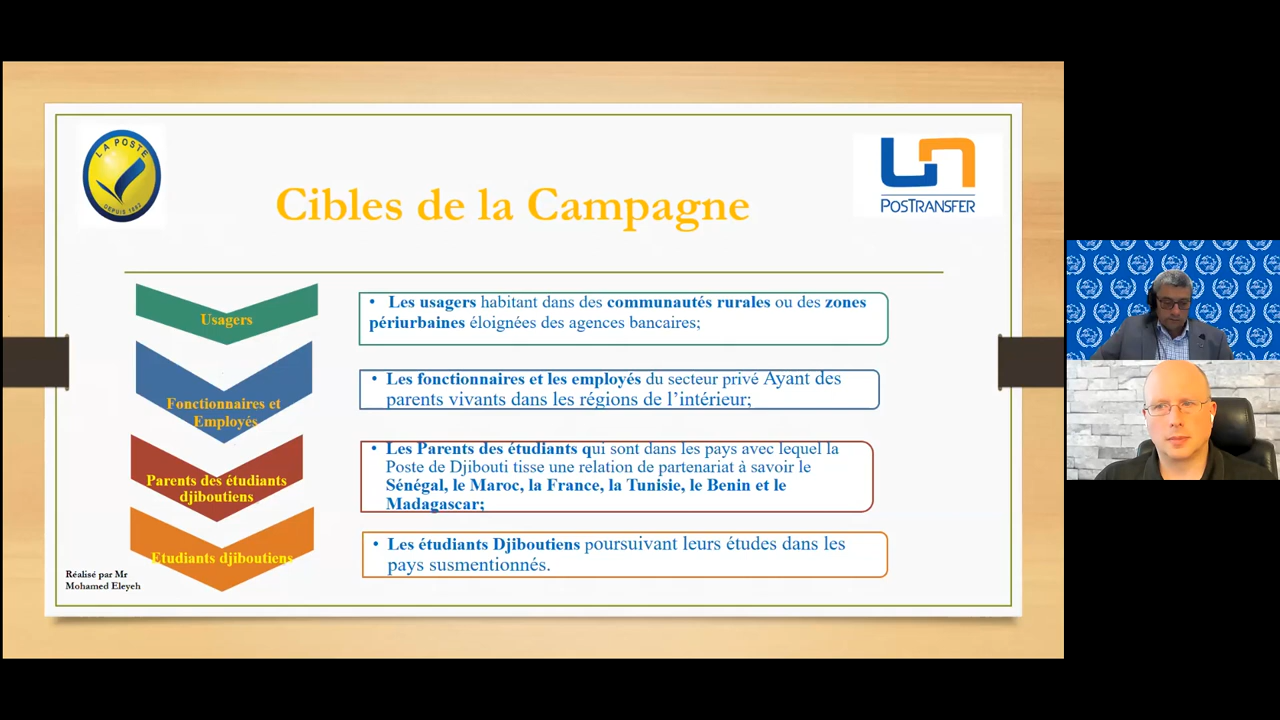 LA POSTE
DEPUIS 1892
POSTRANSFER
Cibles de la Campagne
Usagers
• Les usagers habitant dans des communautés rurales ou des zones
périurbaines éloignées des agences bancaires;
Fonctionnaires et
Employés
• Les fonctionnaires et les employés du secteur privé Ayant des
parents vivants dans les régions de l’intérieur;
Parents des étudiants
djiboutiens
• Les Parents des étudiants qui sont dans les pays avec lequel la
Poste de Djibouti tisse une relation de partenariat à savoir le
Sénégal, le Maroc, la France, la Tunisie, le Benin et le
Madagascar;
Etudiants djiboutiens
• Les étudiants Djiboutiens poursuivant leurs études dans les
pays susmentionnés.
Réalisé par Mr
Mohamed Eleyeh